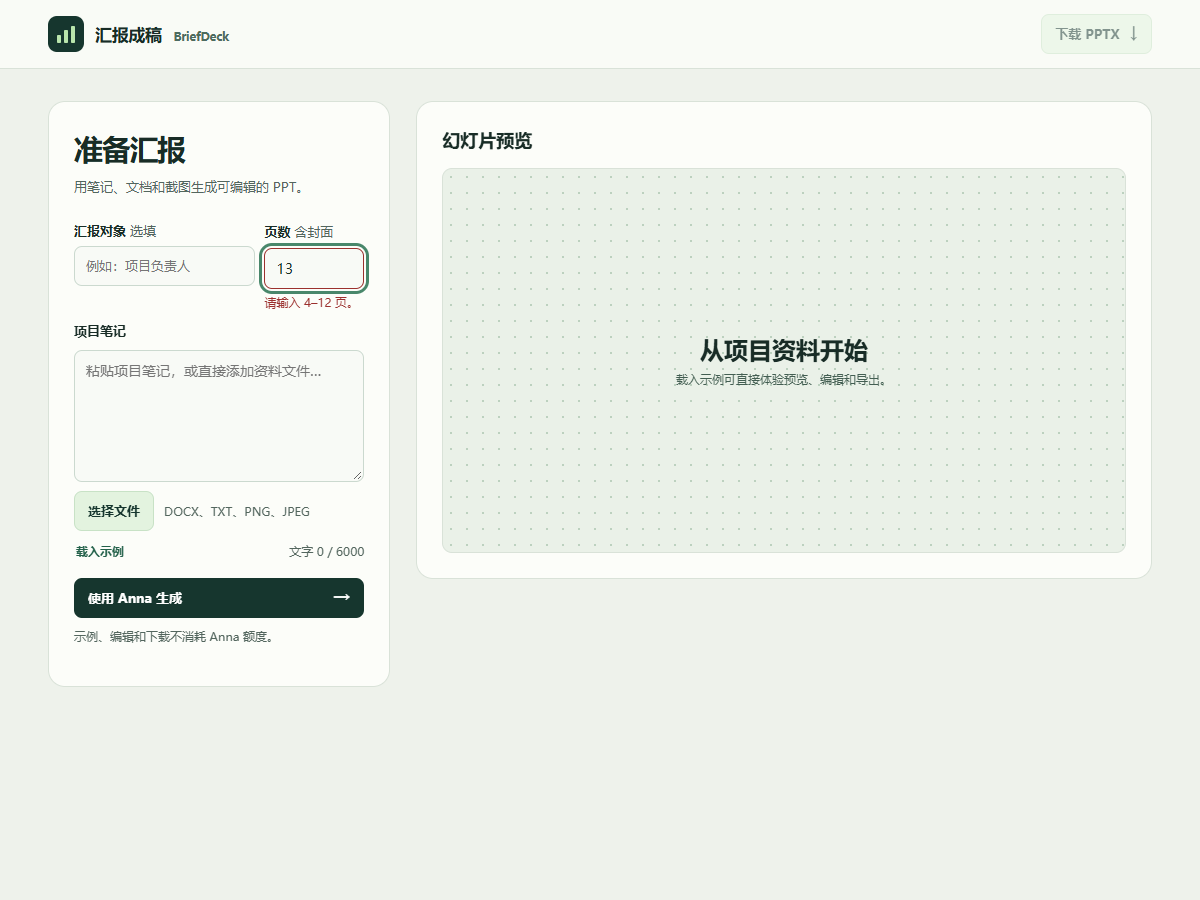 汇报成稿 BriefDeck
下载 PPTX ↓
准备汇报
用笔记、文档和截图生成可编辑的 PPT。
汇报对象 选填
例如：项目负责人
页数 含封面
13
请输入 4–12 页。
项目笔记
粘贴项目笔记，或直接添加资料文件…
选择文件 DOCX、TXT、PNG、JPEG
载入示例 文字 0 / 6000
使用 Anna 生成 →
示例、编辑和下载不消耗 Anna 额度。
幻灯片预览
从项目资料开始
载入示例可直接体验预览、编辑和导出。